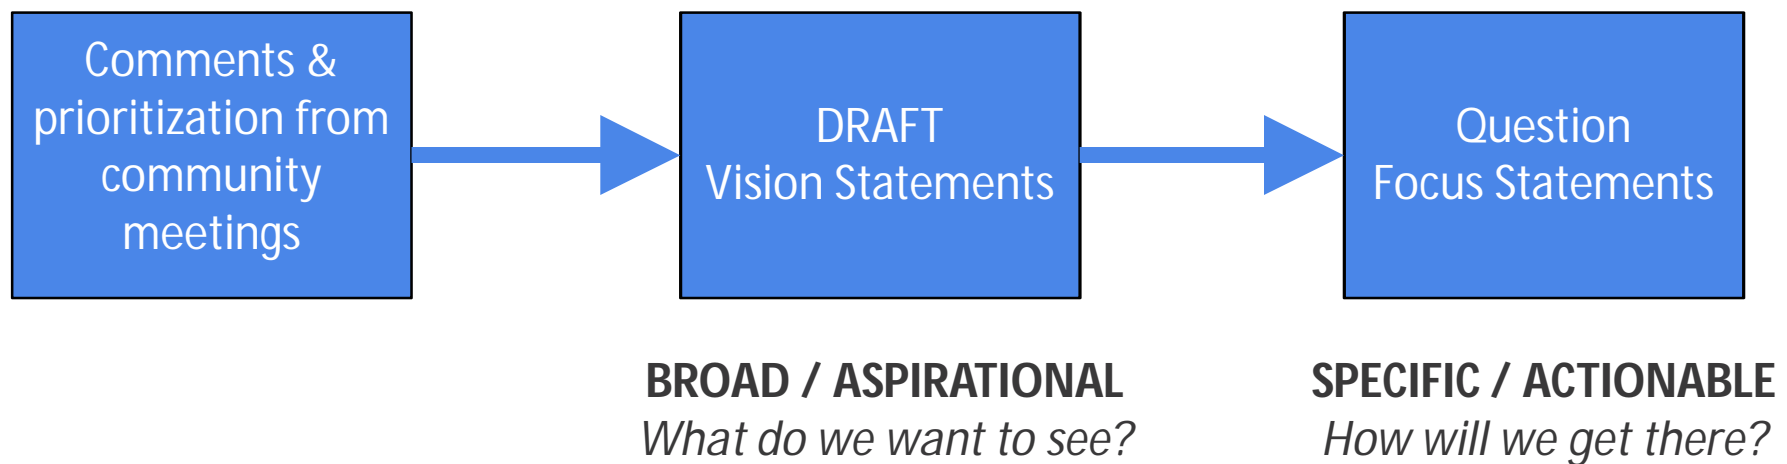 Comments &
prioritization from
community
meetings
DRAFT
Vision Statements
Question
Focus Statements
BROAD / ASPIRATIONAL
What do we want to see?
SPECIFIC / ACTIONABLE
How will we get there?